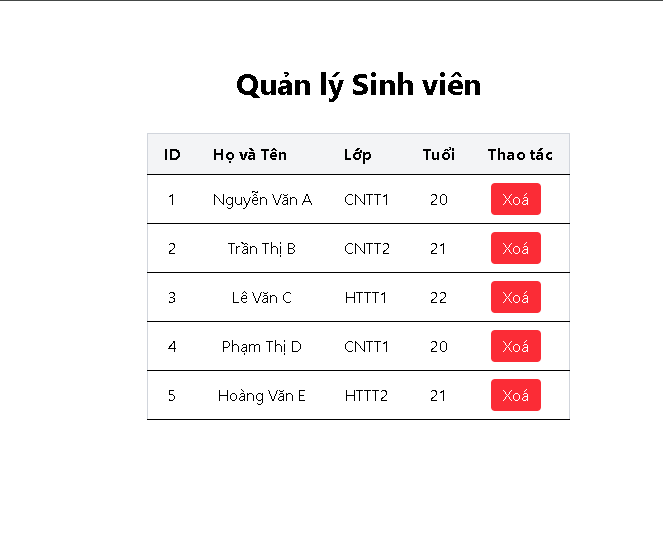 Quản lý Sinh viên
ID Họ và Tên Lớp Tuổi Thao tác
1 Nguyễn Văn A CNTT1 20 Xoá
2 Trần Thị B CNTT2 21 Xoá
3 Lê Văn C HTTT1 22 Xoá
4 Phạm Thị D CNTT1 20 Xoá
5 Hoàng Văn E HTTT2 21 Xoá